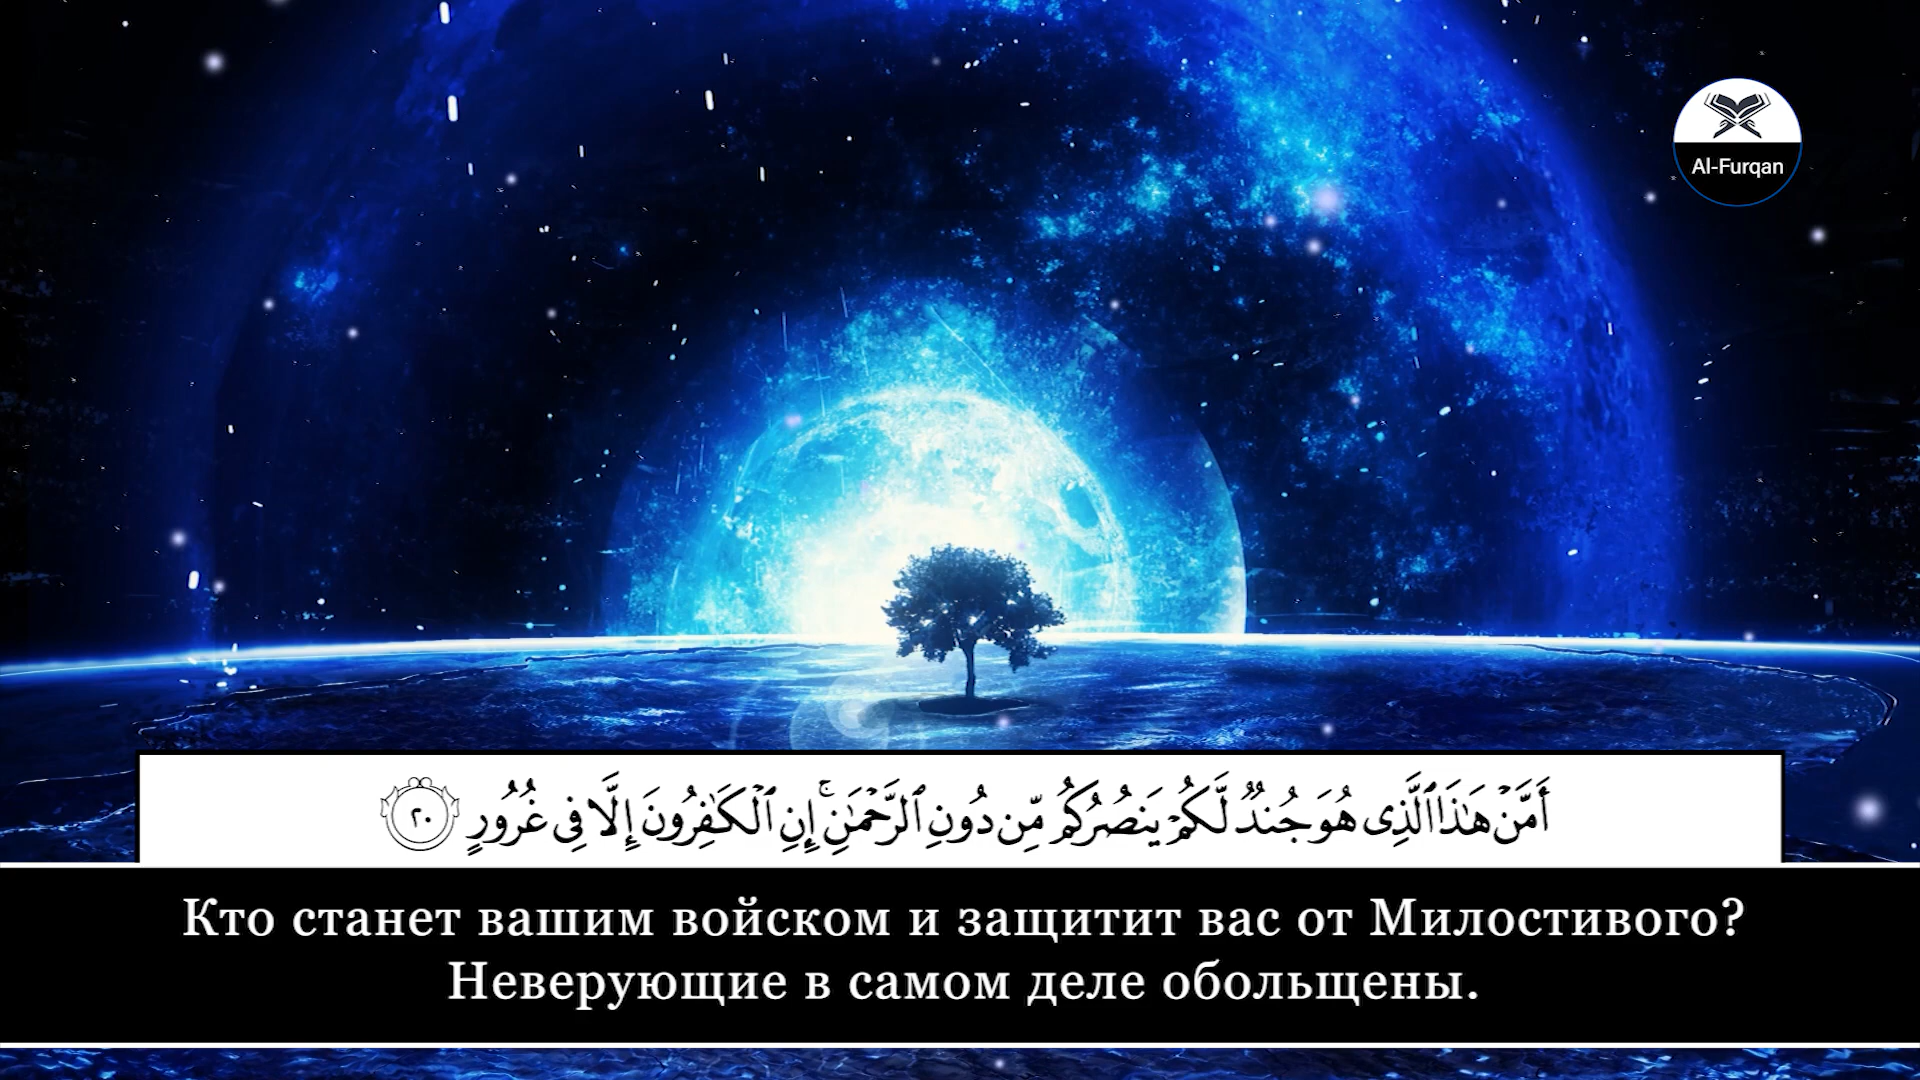 Al-Furqan
أَمَّنْ هَٰذَا ٱلَّذِى هُوَ جُندٌ لَّكُمْ يَنصُرُكُم مِّن دُونِ ٱلرَّحْمَٰنِ ۚ إِنِ ٱلْكَٰفِرُونَ إِلَّا فِى غُرُورٍ ٢٠
Кто станет вашим войском и защитит вас от Милостивого?
Неверующие в самом деле обольщены.